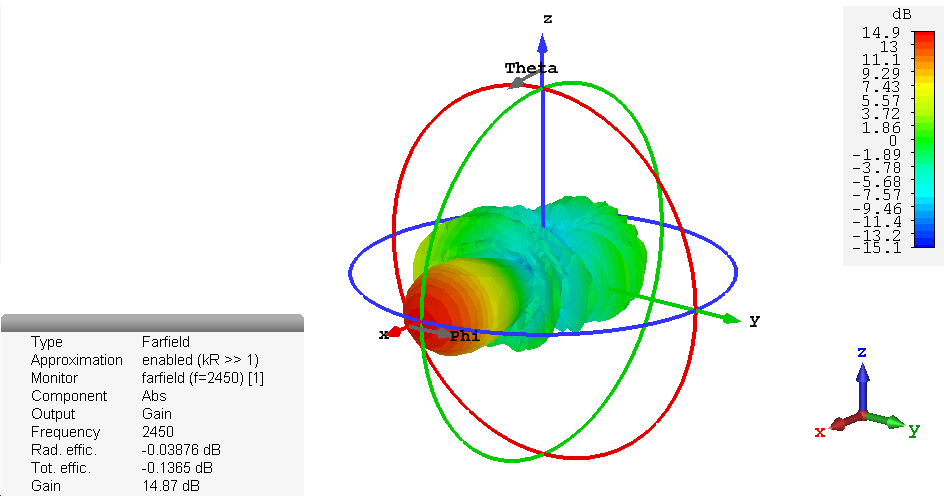 z
Theta
x
Phi
y
dB
14.9
13
11.1
9.29
7.43
5.57
3.72
1.86
0
-1.89
-3.78
-5.68
-7.57
-9.46
-11.4
-13.2
-15.1
Type Farfield
Approximation enabled (kR >> 1)
Monitor farfield (f=2450) [1]
Component Abs
Output Gain
Frequency 2450
Rad. effic. -0.03876 dB
Tot. effic. -0.1365 dB
Gain 14.87 dB
z
x
y